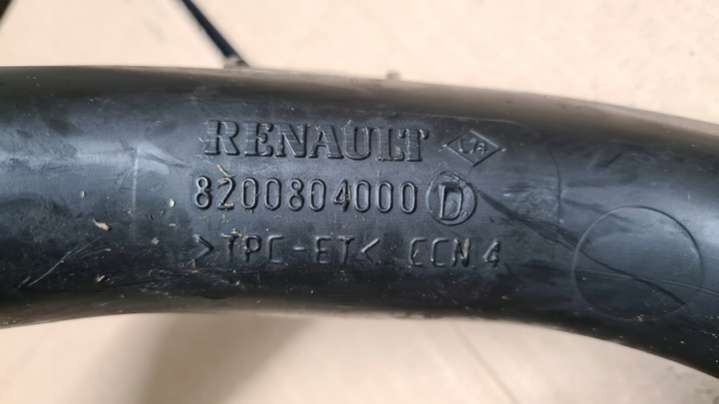 RENAULT
8200804000 D
>TPC-ET< ECN 4